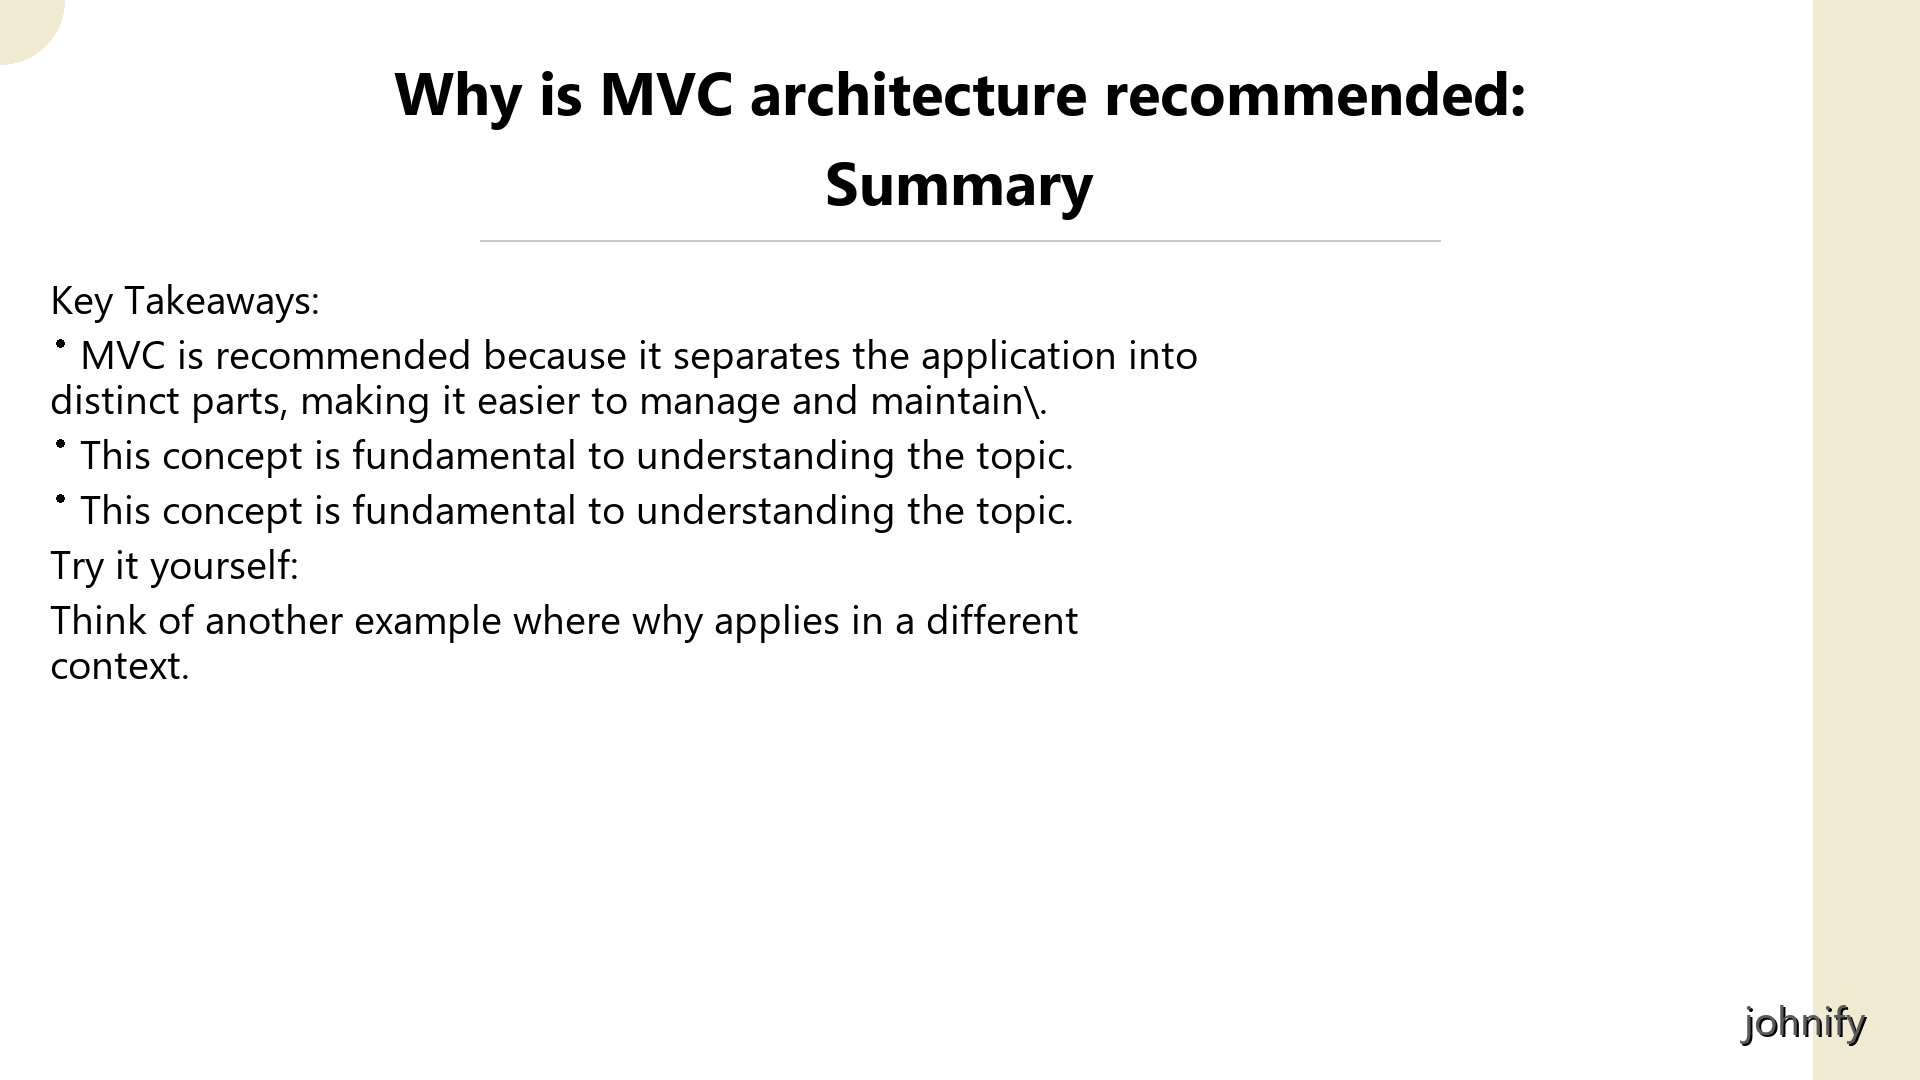 Why is MVC architecture recommended:
Summary
Key Takeaways:
• MVC is recommended because it separates the application into
distinct parts, making it easier to manage and maintain\.
• This concept is fundamental to understanding the topic.
• This concept is fundamental to understanding the topic.
Try it yourself:
Think of another example where why applies in a different
context.
johnify